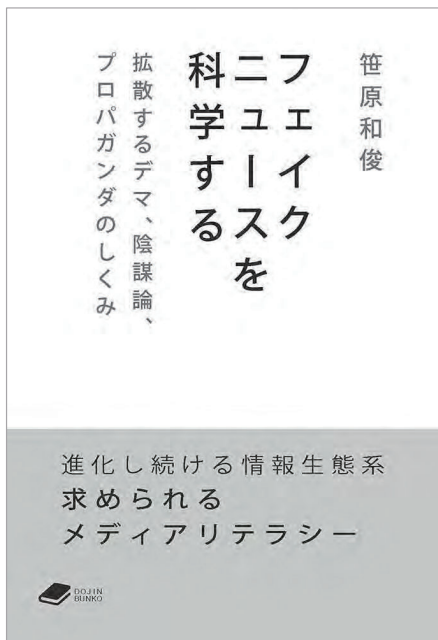 笹原和俊
フェイク
ニュースを
科学する
拡散するデマ、陰謀論、
プロパガンダのしくみ
進化し続ける情報生態系
求められる
メディアリテラシー
DOJIN
BUNKO